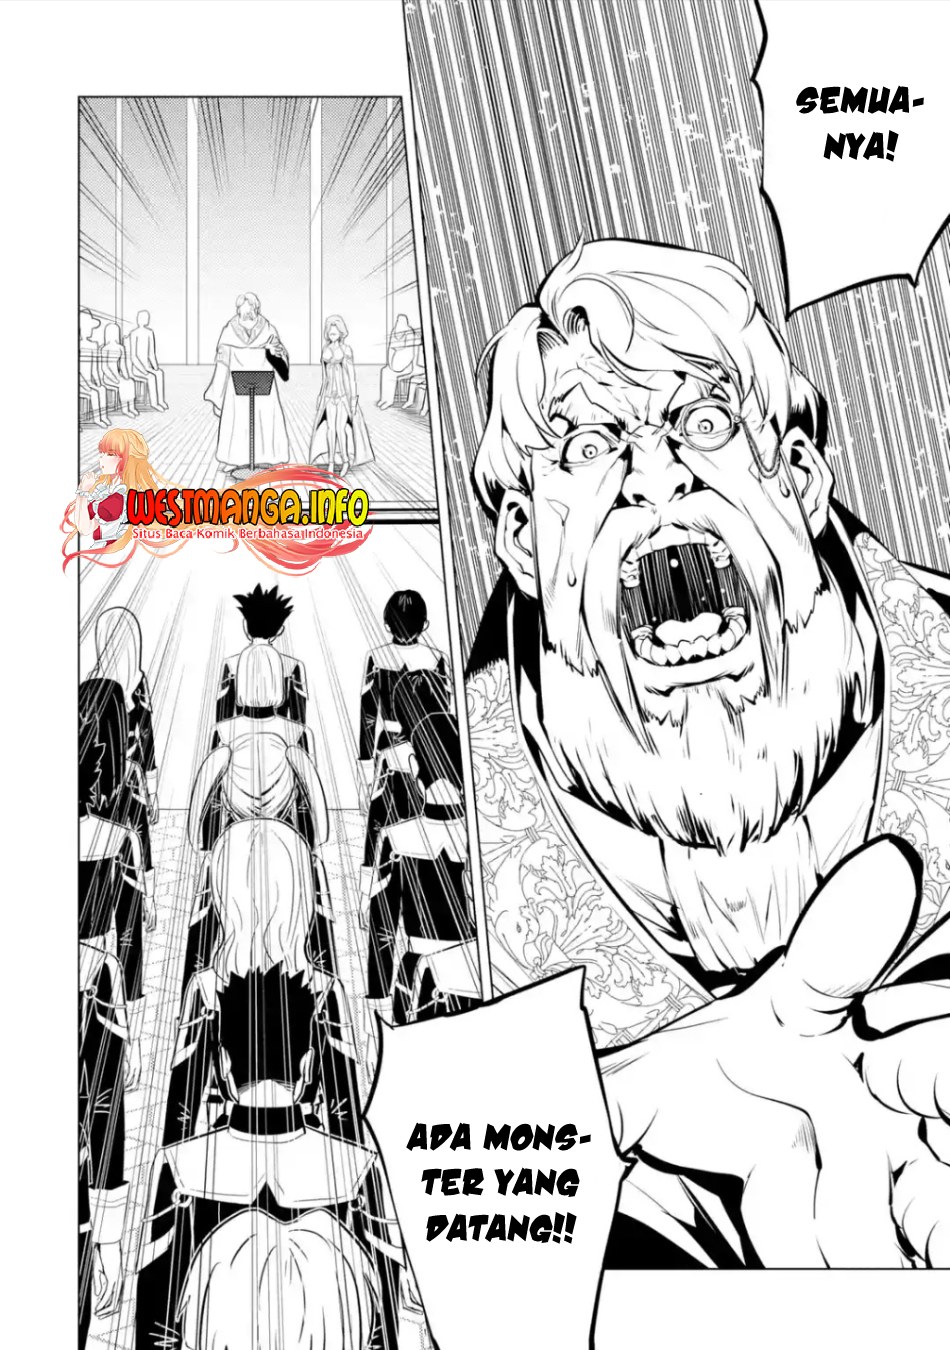 SEMUA-
NYA!
WESTMANGA.INFO
Situs Baca Komik Berbahasa Indonesia
ADA MONS-
TER YANG
DATANG!!